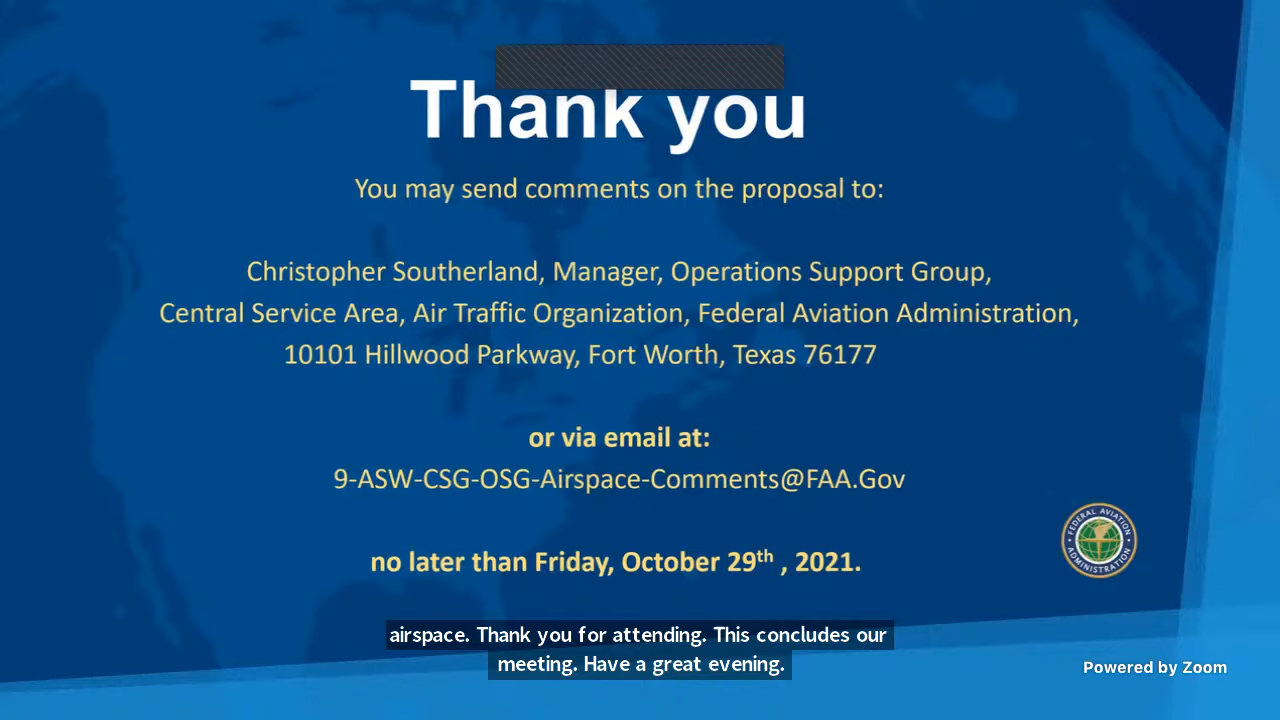 Thank you
You may send comments on the proposal to:
Christopher Southerland, Manager, Operations Support Group,
Central Service Area, Air Traffic Organization, Federal Aviation Administration,
10101 Hillwood Parkway, Fort Worth, Texas 76177
or via email at:
9-ASW-CSG-OSG-Airspace-Comments@FAA.Gov
no later than Friday, October 29th , 2021.
FEDERAL AVIATION
ADMINISTRATION
airspace. Thank you for attending. This concludes our
meeting. Have a great evening.
Powered by Zoom